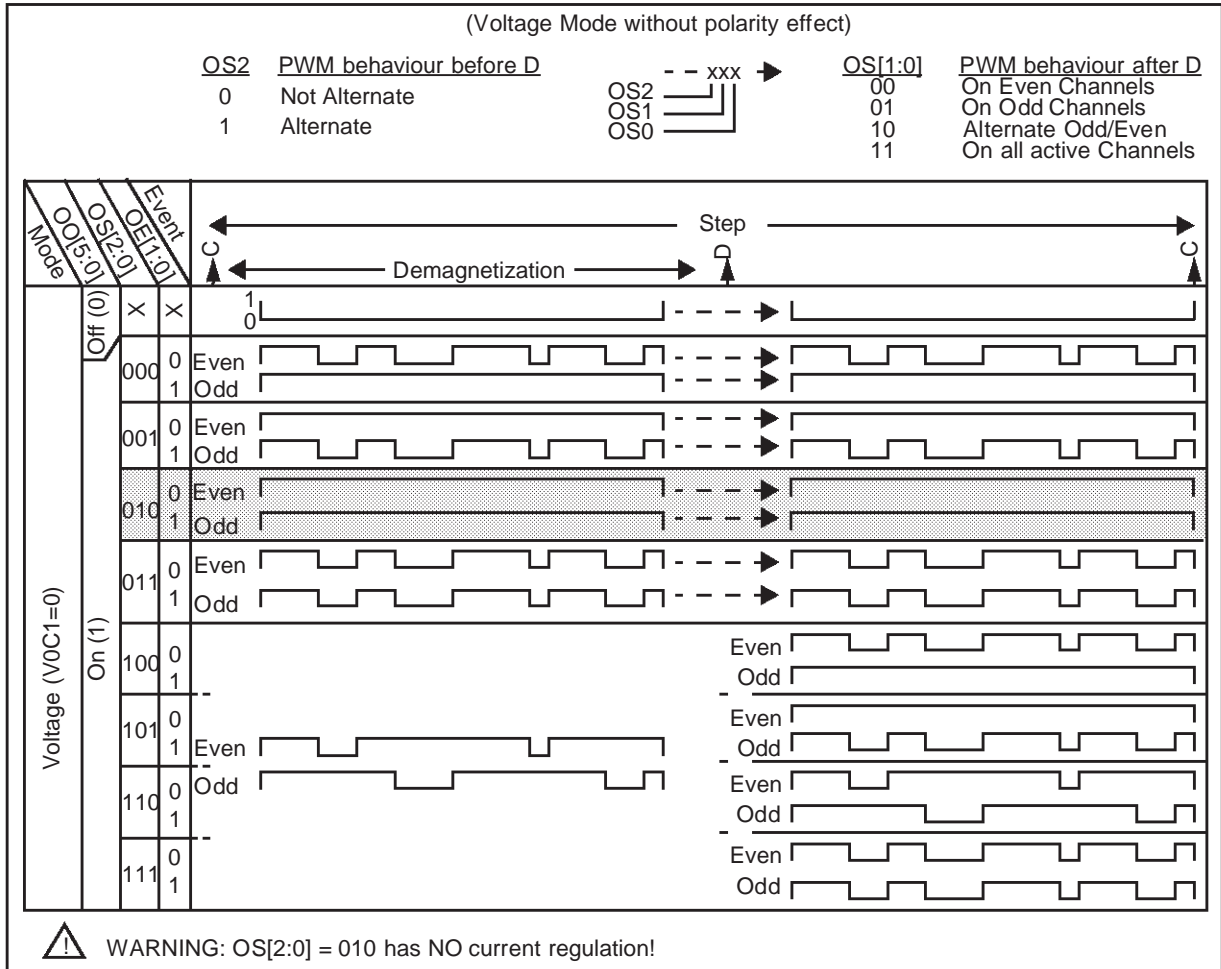 (Voltage Mode without polarity effect)
OS2 PWM behaviour before D
0 Not Alternate
1 Alternate
xxx
OS2
OS1
OS0
OS[1:0] PWM behaviour after D
00 On Even Channels
01 On Odd Channels
10 Alternate Odd/Even
11 On all active Channels
Mode
OO[5:0]
OS[2:0]
OE[1:0]
Event
C
Step
D
C
Demagnetization
Voltage (V0C1=0)
Off (0)
X
X
1
0
On (1)
000
0 Even
1 Odd
001
0 Even
1 Odd
010
0 Even
1 Odd
011
0 Even
1 Odd
100
0
1
Even
Odd
101
0
1 Even
Even
Odd
110
0 Odd
1
Even
Odd
111
0
1
Even
Odd
! WARNING: OS[2:0] = 010 has NO current regulation!